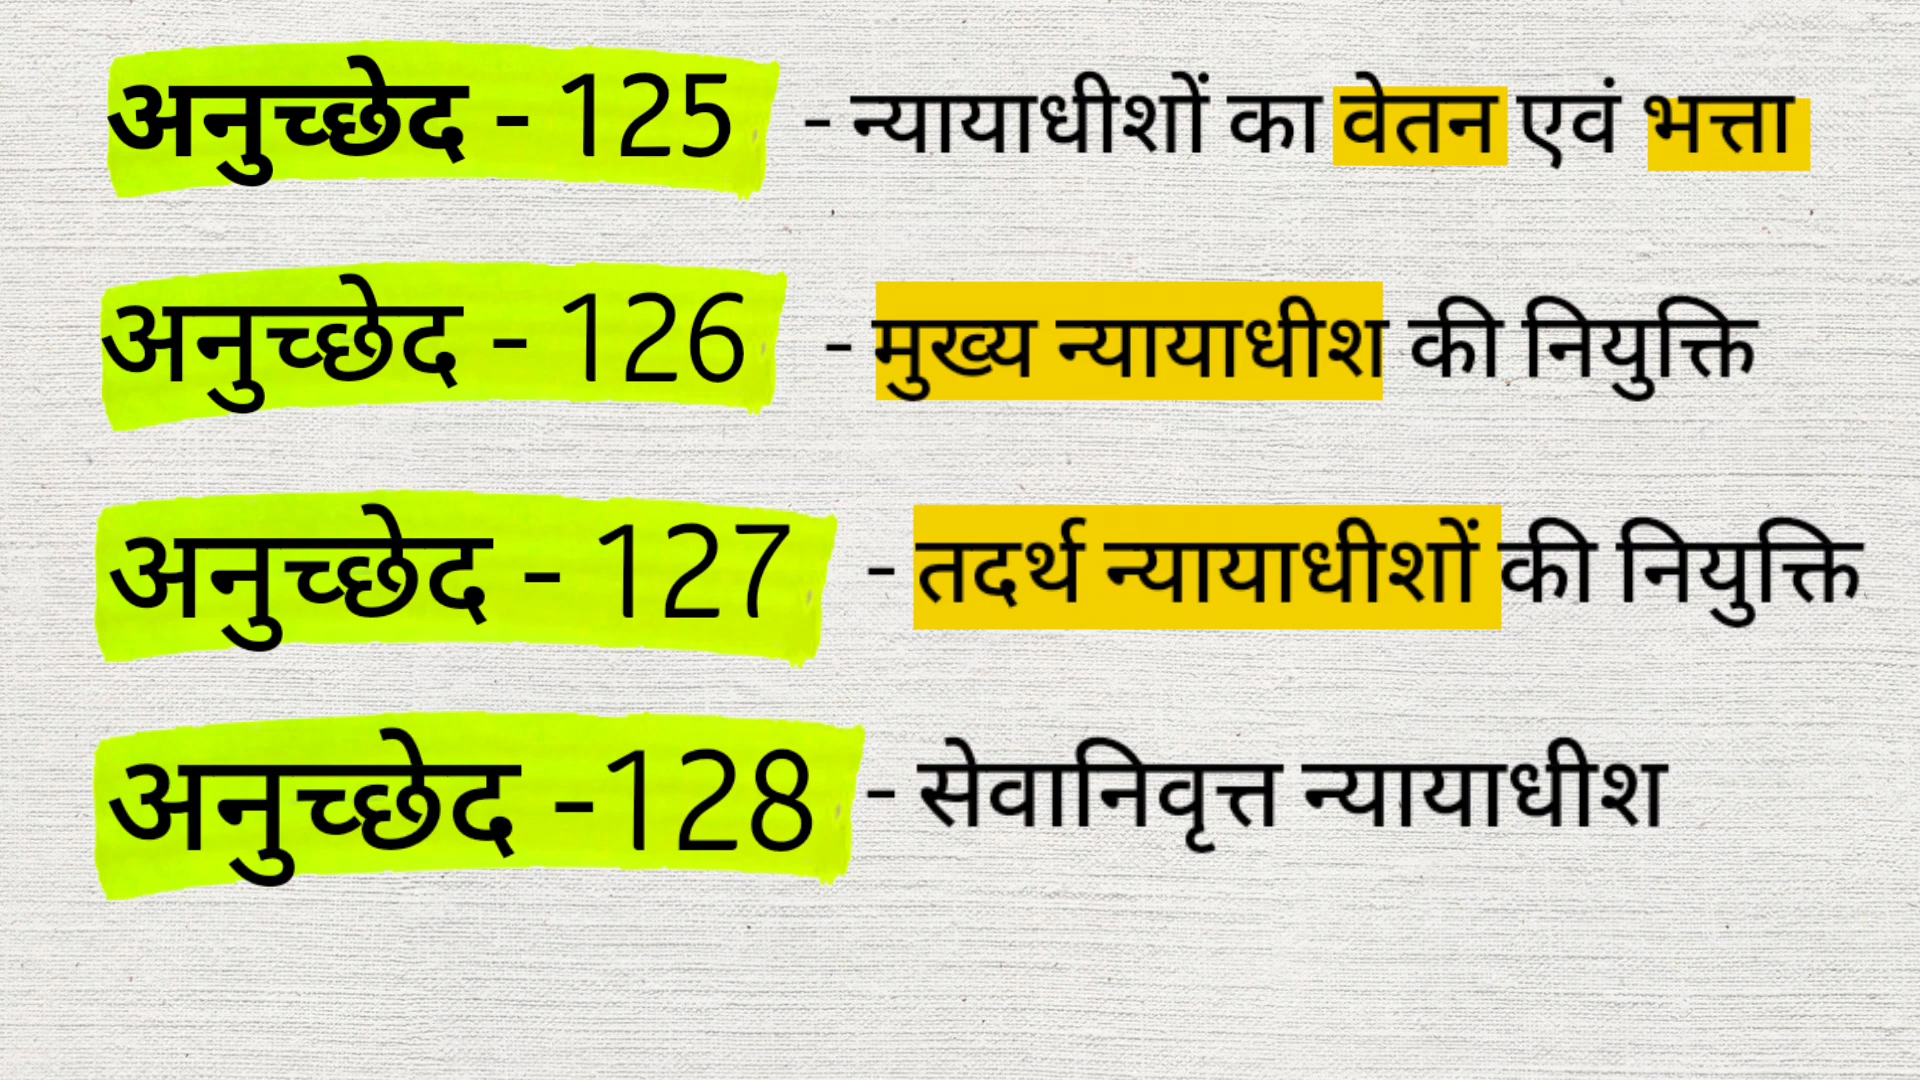 अनुच्छेद - 125 - न्यायाधीशों का वेतन एवं भत्ता
अनुच्छेद - 126 - मुख्य न्यायाधीश की नियुक्ति
अनुच्छेद - 127 - तदर्थ न्यायाधीशों की नियुक्ति
अनुच्छेद -128 - सेवानिवृत्त न्यायाधीश